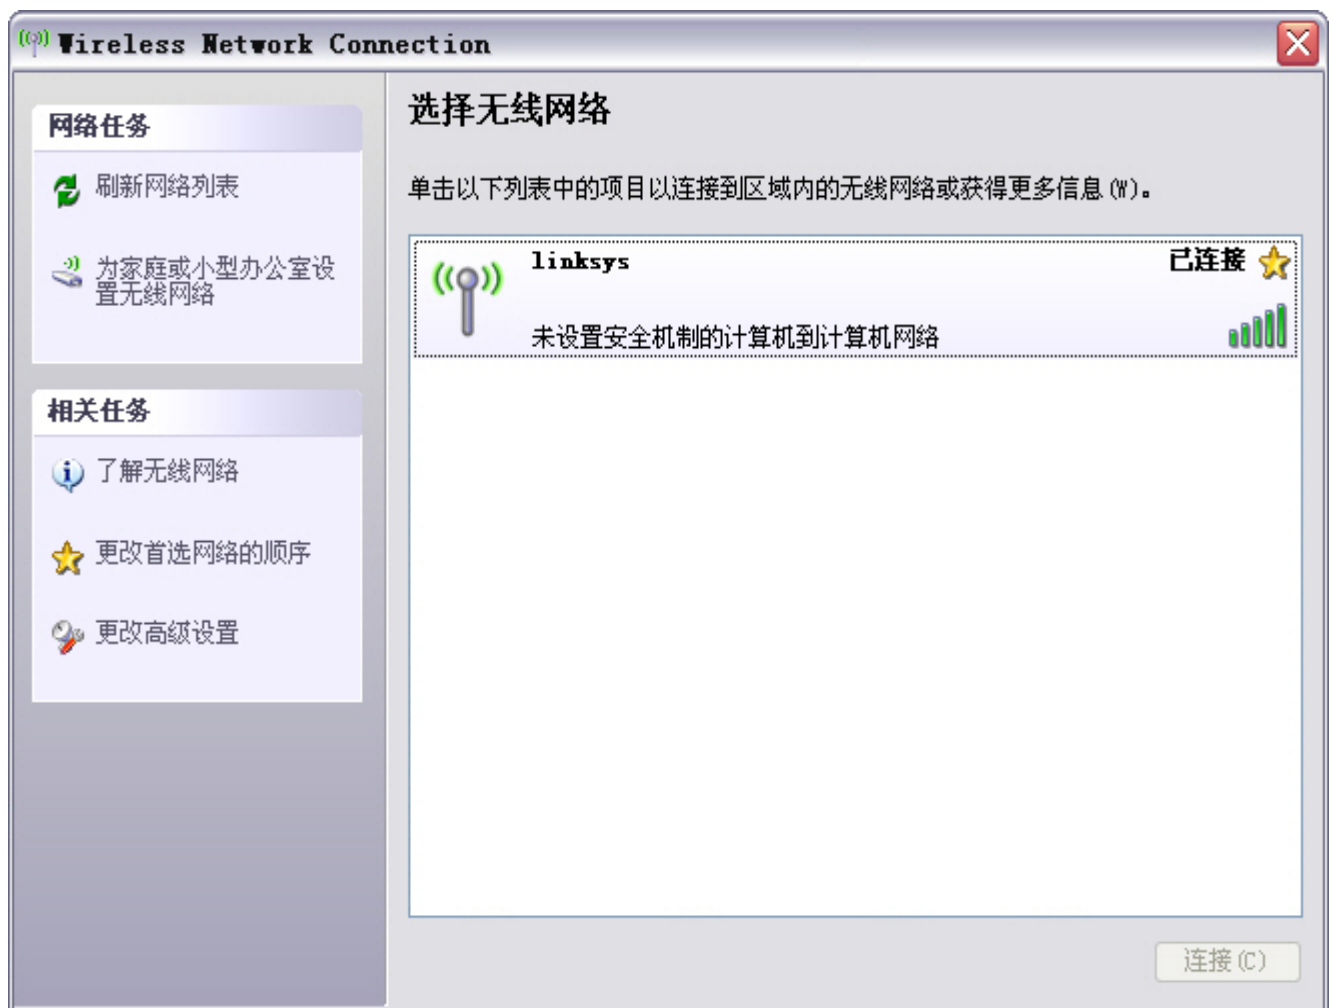 Wireless Network Connection
网络任务
刷新网络列表
为家庭或小型办公室设
置无线网络
相关任务
了解无线网络
更改首选网络的顺序
更改高级设置
选择无线网络
单击以下列表中的项目以连接到区域内的无线网络或获得更多信息(W)。
linksys
已连接
未设置安全机制的计算机到计算机网络
连接(C)